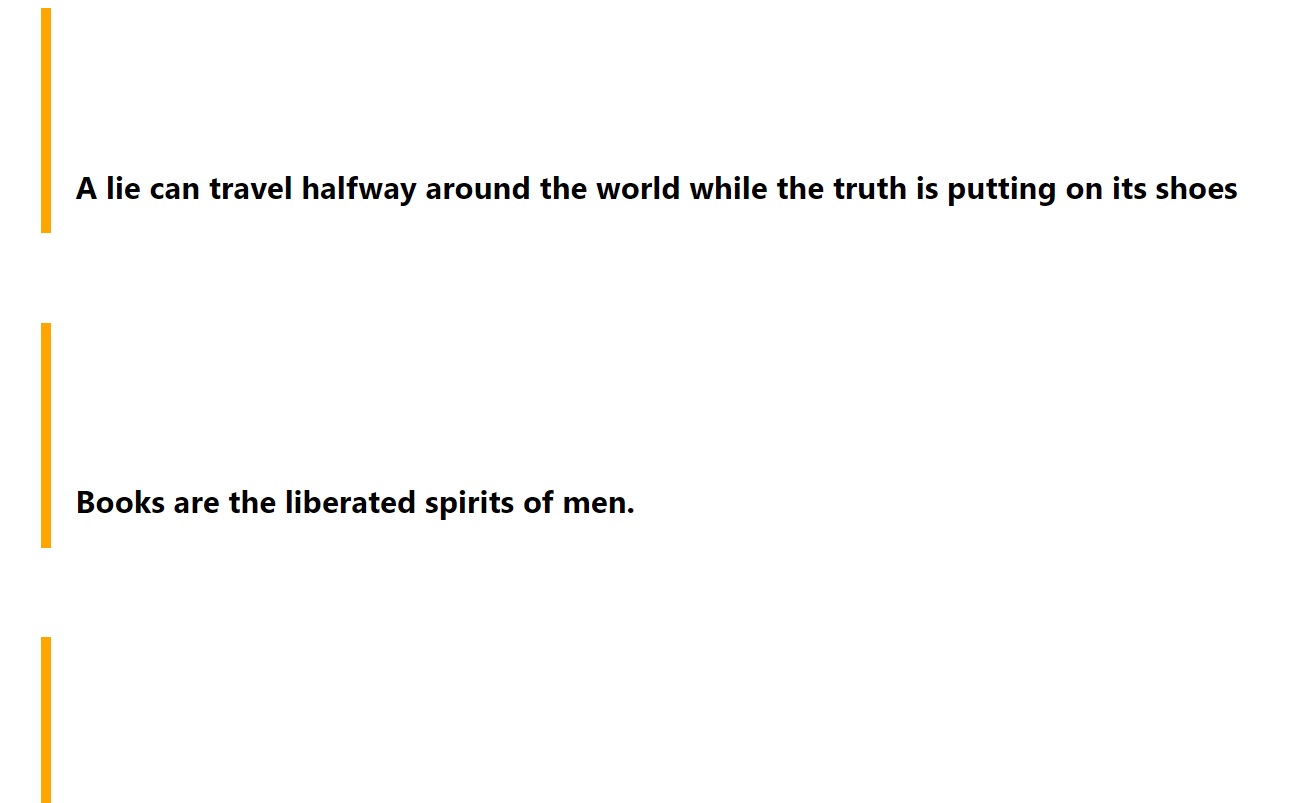 A lie can travel halfway around the world while the truth is putting on its shoes
Books are the liberated spirits of men.